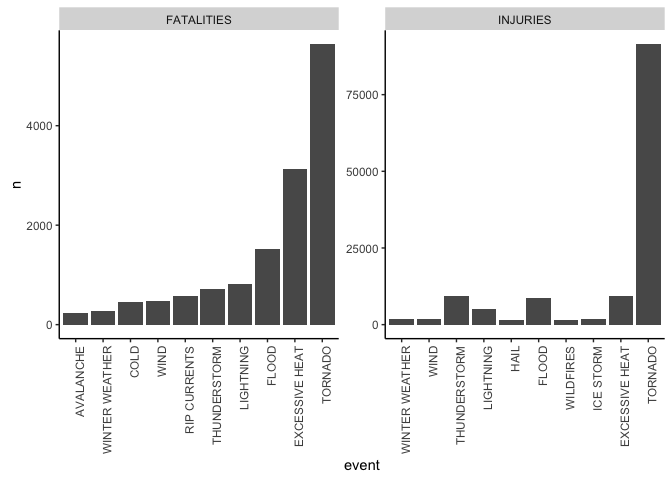 FATALITIES
INJURIES
n
4000
2000
0
75000
50000
25000
0
AVALANCHE
WINTER WEATHER
COLD
WIND
RIP CURRENTS
THUNDERSTORM
LIGHTNING
FLOOD
EXCESSIVE HEAT
TORNADO
WINTER WEATHER
WIND
THUNDERSTORM
LIGHTNING
HAIL
FLOOD
WILDFIRES
ICE STORM
EXCESSIVE HEAT
TORNADO
event